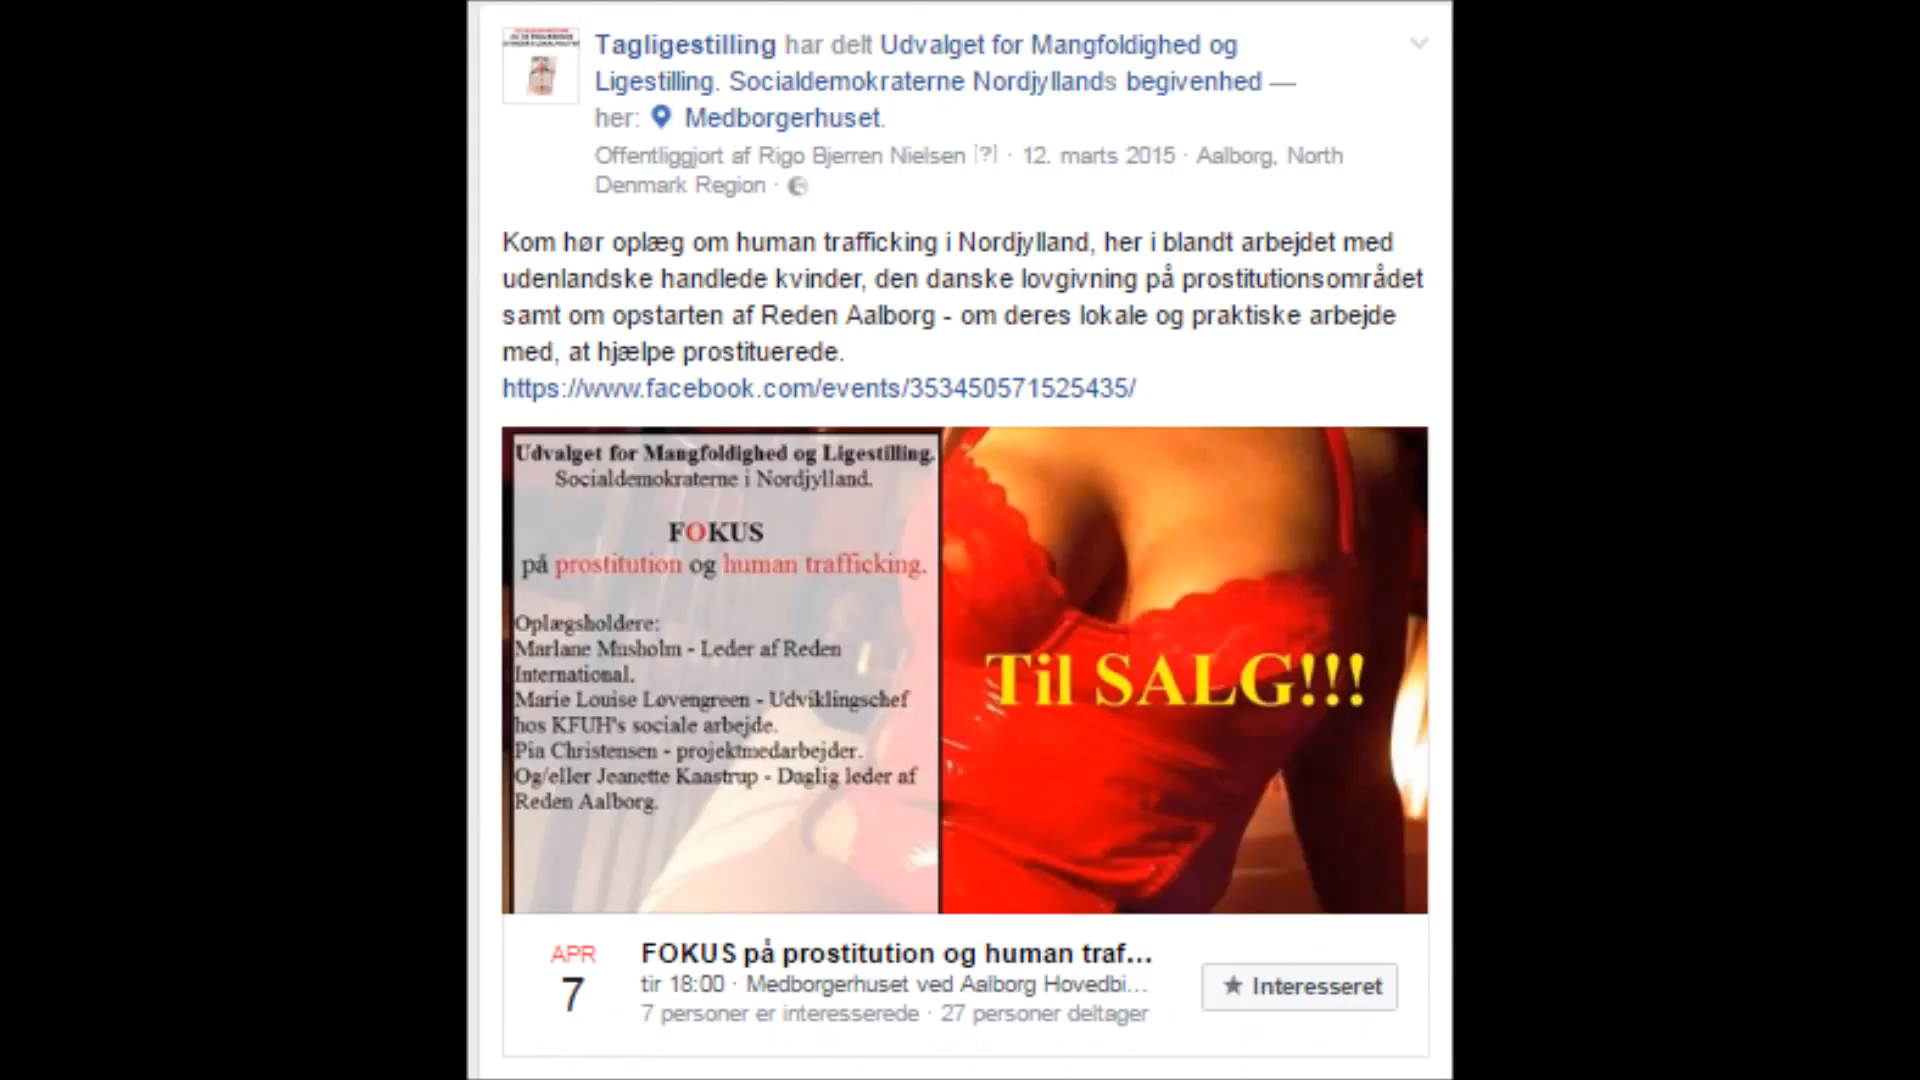 Tagligestilling har delt Udvalget for Mangfoldighed og
Ligestilling. Socialdemokraterne Nordjyllands begivenhed —
her: Medborgerhuset.
Offentliggjort af Rigo Bjerren Nielsen [?] · 12. marts 2015 · Aalborg, North
Denmark Region ·
Kom hør oplæg om human trafficking i Nordjylland, her i blandt arbejdet med
udenlandske handlede kvinder, den danske lovgivning på prostitutionsområdet
samt om opstarten af Reden Aalborg - om deres lokale og praktiske arbejde
med, at hjælpe prostituerede.
https://www.facebook.com/events/353450571525435/
Udvalget for Mangfoldighed og Ligestilling.
Socialdemokraterne i Nordjylland.
FOKUS
på prostitution og human trafficking.
Oplægsholdere:
Marlane Musholm - Leder af Reden
International.
Marie Louise Løvengreen - Udviklingschef
hos KFUH's sociale arbejde.
Pia Christensen - projektmedarbejder.
Og/eller Jeanette Kaastrup - Daglig leder af
Reden Aalborg.
Til SALG!!!
APR
7
FOKUS på prostitution og human traf...
tir 18:00 · Medborgerhuset ved Aalborg Hovedbi...
7 personer er interesserede · 27 personer deltager
Interesseret